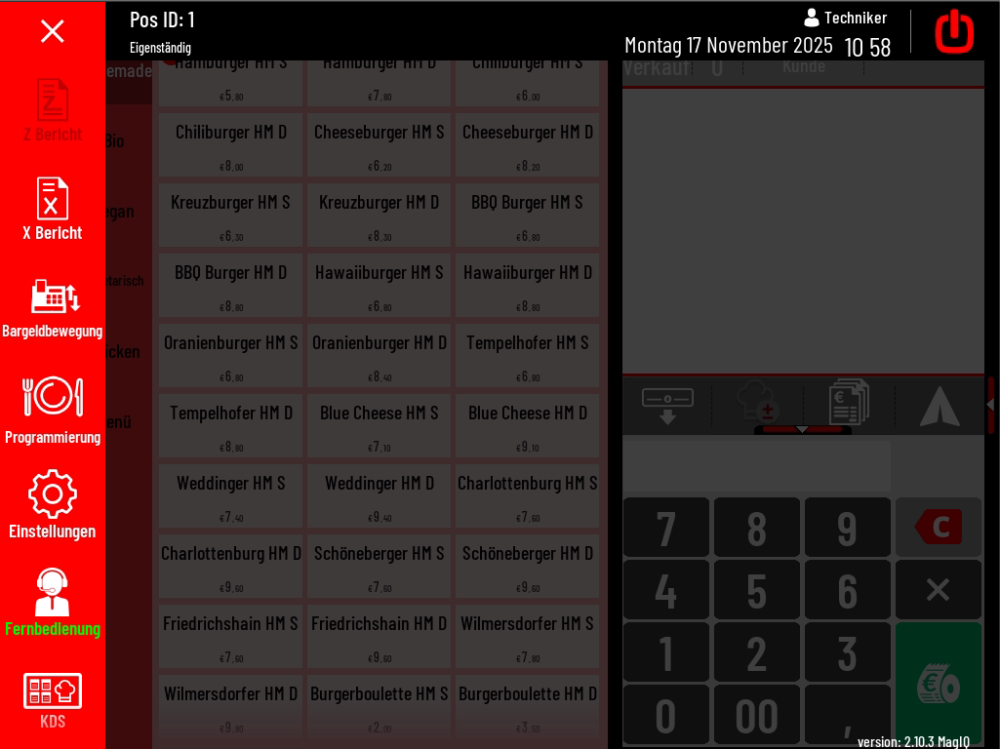 Pos ID: 1
Eigenständig
Techniker
Montag 17 November 2025 10 58
Z Bericht
X Bericht
Bargeldbewegung
Programmierung
Einstellungen
Fernbedienung
KDS
emade
Bio
egan
etarisch
icken
enü
Hamburger HM S
Hamburger HM D
Chiliburger HM S
€5,80
€7,80
€6,00
Chiliburger HM D
Cheeseburger HM S
Cheeseburger HM D
€8,00
€6,20
€8,20
Kreuzburger HM S
Kreuzburger HM D
BBQ Burger HM S
€6,30
€8,30
€6,80
BBQ Burger HM D
Hawaiiburger HM S
Hawaiiburger HM D
€8,80
€6,80
€8,80
Oranienburger HM S
Oranienburger HM D
Tempelhofer HM S
€6,80
€8,40
€6,80
Tempelhofer HM D
Blue Cheese HM S
Blue Cheese HM D
€8,80
€7,10
€9,10
Weddinger HM S
Weddinger HM D
Charlottenburg HM S
€7,40
€9,40
€7,60
Charlottenburg HM D
Schöneberger HM S
Schöneberger HM D
€9,60
€7,60
€9,60
Friedrichshain HM S
Friedrichshain HM D
Wilmersdorfer HM S
€7,60
€9,60
€7,80
Wilmersdorfer HM D
Burgerboulette HM S
Burgerboulette HM D
€9,80
€2,00
€3,50
Verkauf 0 Kunde
7 8 9 C
4 5 6 ×
1 2 3
0 00 ,
version: 2.10.3 MagIQ